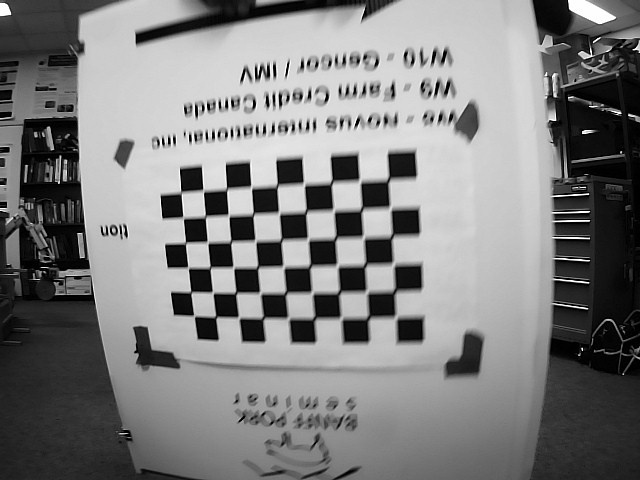 BANFF PORK
seminar
tion
W8 - Novus International, Inc
W9 - Farm Credit Canada
W10 - Gencor / IMV